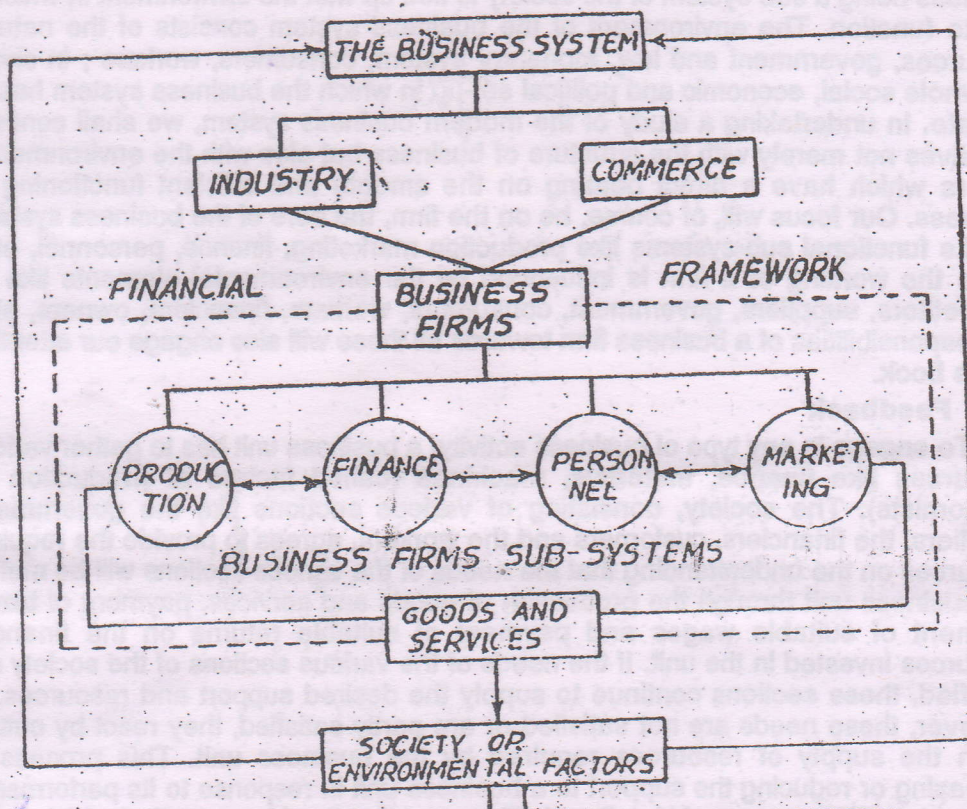 THE BUSINESS SYSTEM
INDUSTRY
COMMERCE
FINANCIAL
FRAMEWORK
BUSINESS
FIRMS
PRODUC
TION
FINANCE
PERSON
NEL
MARKET
ING
BUSINESS FIRMS SUB-SYSTEMS
GOODS AND
SERVICES
SOCIETY OR
ENVIRONMENTAL FACTORS